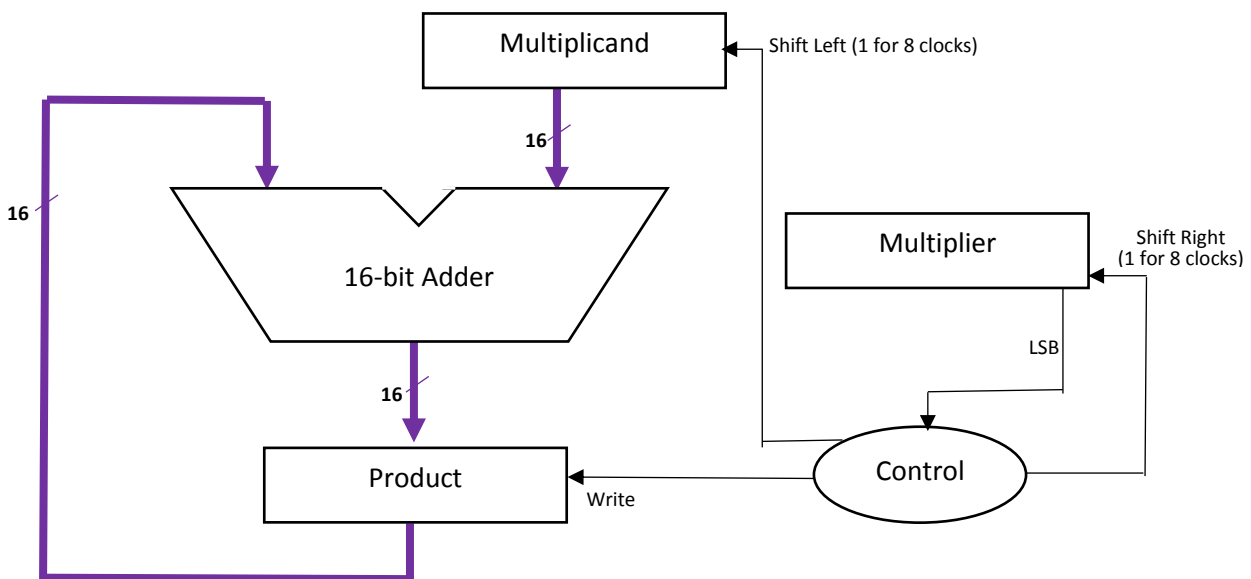 Multiplicand
Shift Left (1 for 8 clocks)
16
16
Multiplier
Shift Right
(1 for 8 clocks)
16-bit Adder
LSB
16
Product
Control
Write